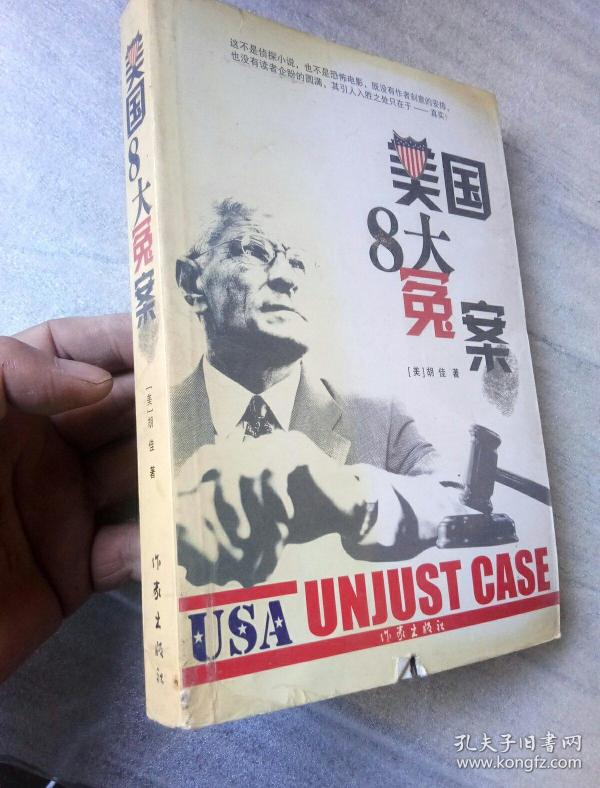 这不是侦探小说，也不是恐怖电影，既没有作者刻意的安排，
也没有读者企盼的圆满，其引人入胜之处只在于——真实！
美国
8大
冤案
[美]胡佳 著
USA UNJUST CASE
作家出版社
美国8大冤案
[美]胡佳 著
作家出版社
孔夫子旧书网
www.kongfz.com